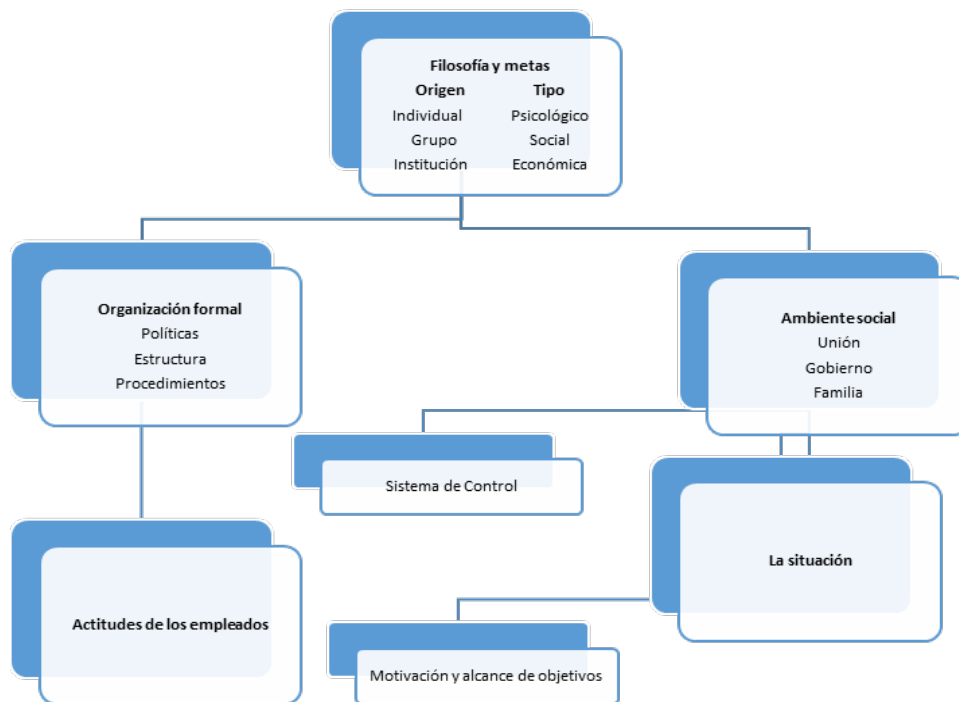 Filosofía y metas
Origen Tipo
Individual Psicológico
Grupo Social
Institución Económica
Organización formal
Políticas
Estructura
Procedimientos
Ambiente social
Unión
Gobierno
Familia
Sistema de Control
La situación
Actitudes de los empleados
Motivación y alcance de objetivos